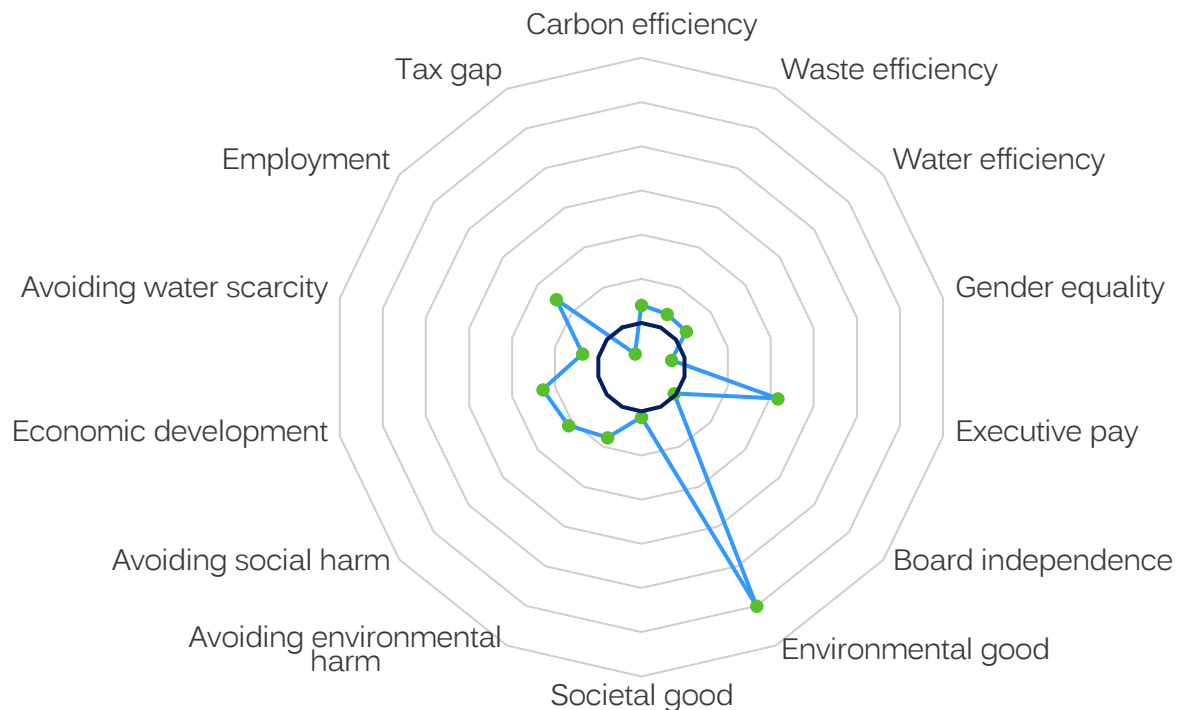 Carbon efficiency
Tax gap
Waste efficiency
Employment
Water efficiency
Avoiding water scarcity
Gender equality
Economic development
Executive pay
Avoiding social harm
Board independence
Avoiding environmental
harm
Environmental good
Societal good